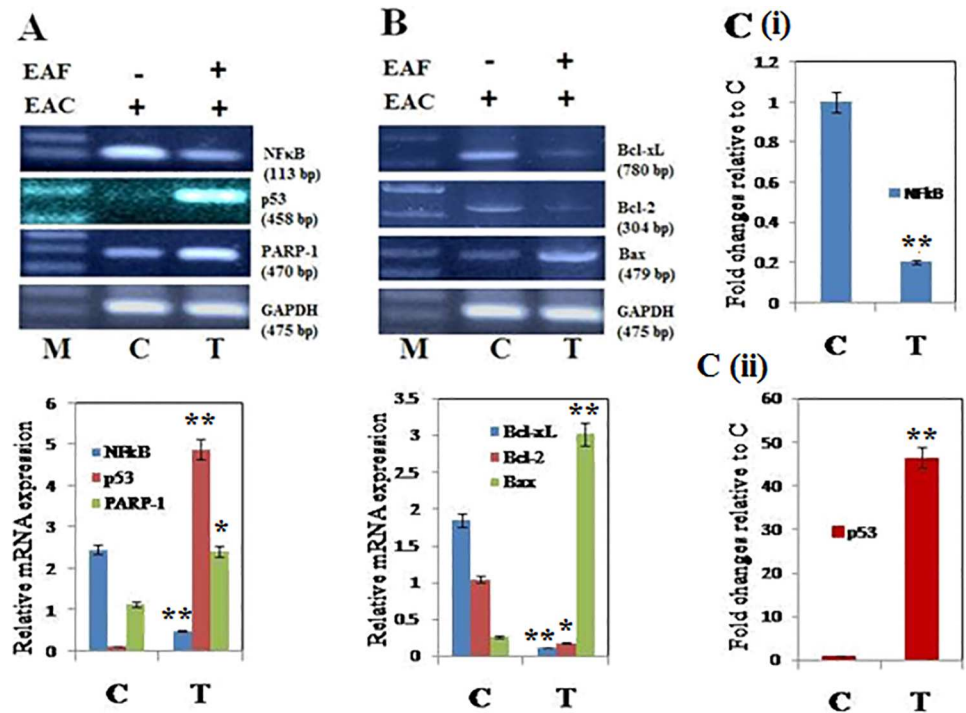 A
EAF - +
EAC + +
NFκB
(113 bp)
p53
(458 bp)
PARP-1
(470 bp)
GAPDH
(475 bp)
M C T
Relative mRNA expression
6
5
4
3
2
1
0
NFkB
p53
PARP-1
**
**
*
C T
B
EAF - +
EAC + +
Bcl-xL
(780 bp)
Bcl-2
(304 bp)
Bax
(479 bp)
GAPDH
(475 bp)
M C T
Relative mRNA expression
3.5
3
2.5
2
1.5
1
0.5
0
Bcl-xL
Bcl-2
Bax
**
**
*
C T
C (i)
Fold changes relative to C
1.2
1
0.8
0.6
0.4
0.2
0
NFkB
**
C T
C (ii)
Fold changes relative to C
60
50
40
30
20
10
0
p53
**
C T